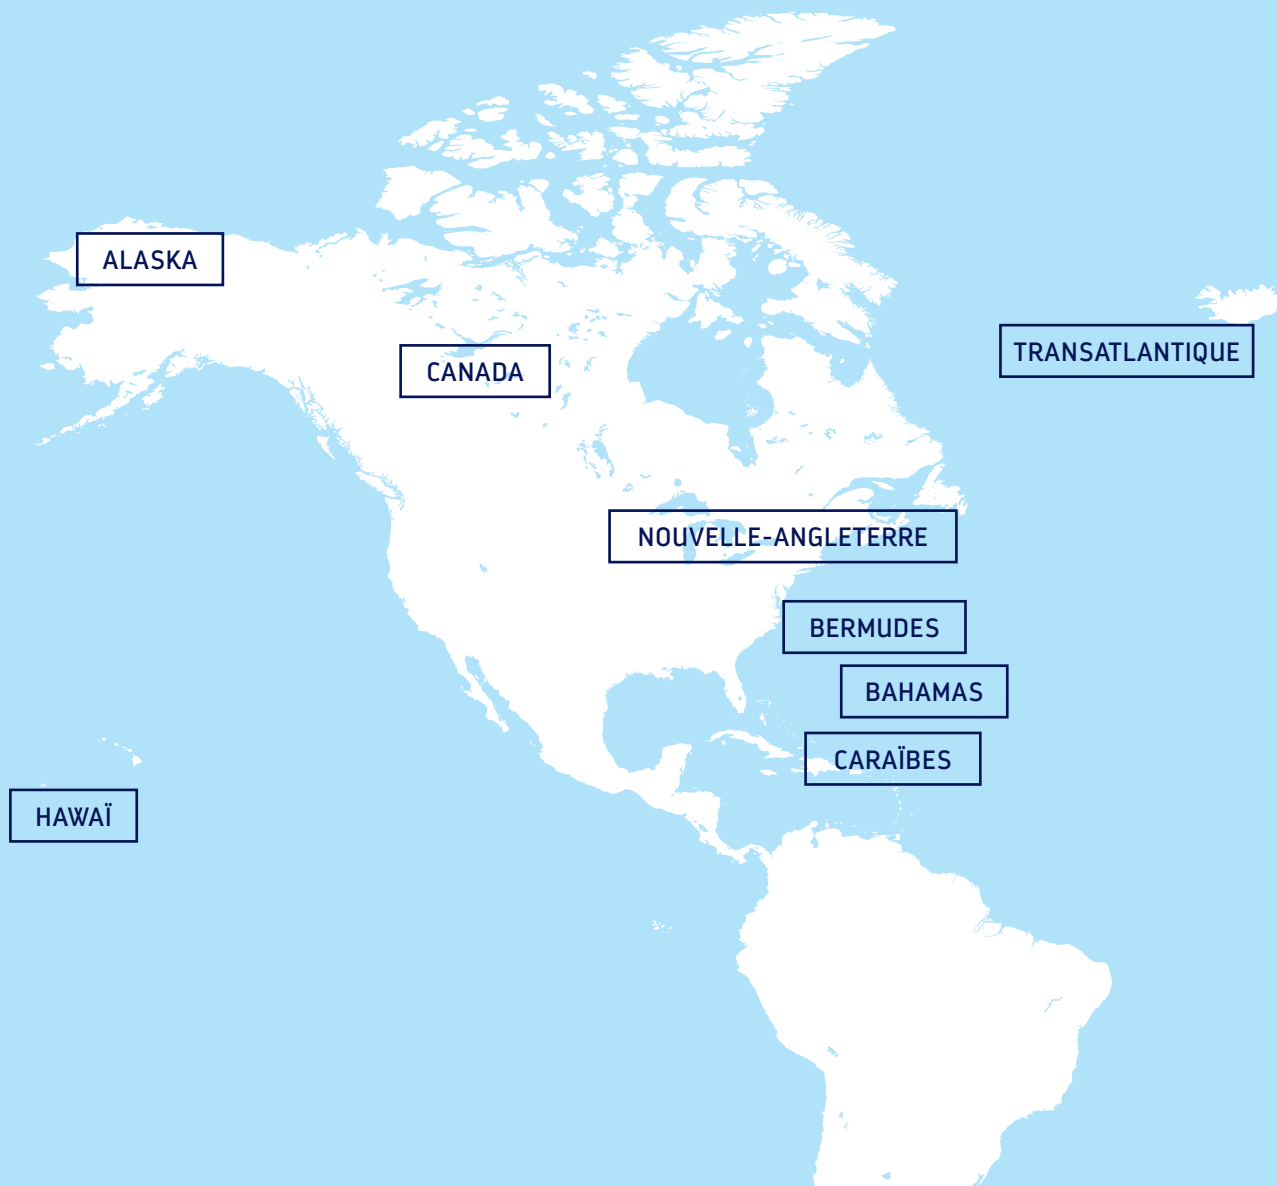 ALASKA
TRANSATLANTIQUE
CANADA
NOUVELLE-ANGLETERRE
BERMUDES
BAHAMAS
CARAÏBES
HAWAÏ